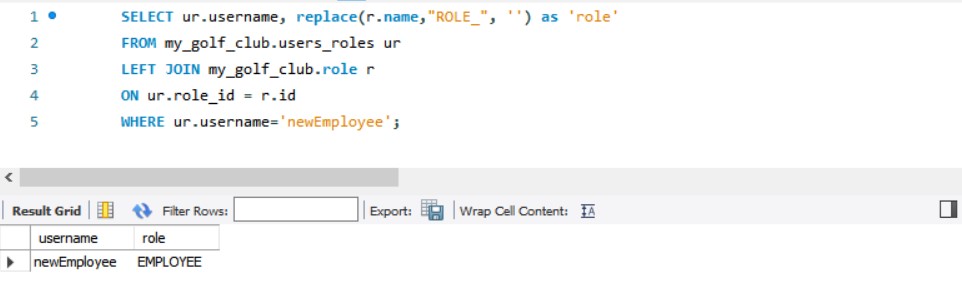 1 SELECT ur.username, replace(r.name,"ROLE_", '') as 'role'
2 FROM my_golf_club.users_roles ur
3 LEFT JOIN my_golf_club.role r
4 ON ur.role_id = r.id
5 WHERE ur.username='newEmployee';
Result Grid Filter Rows: Export: Wrap Cell Content: IA
username role
newEmployee EMPLOYEE